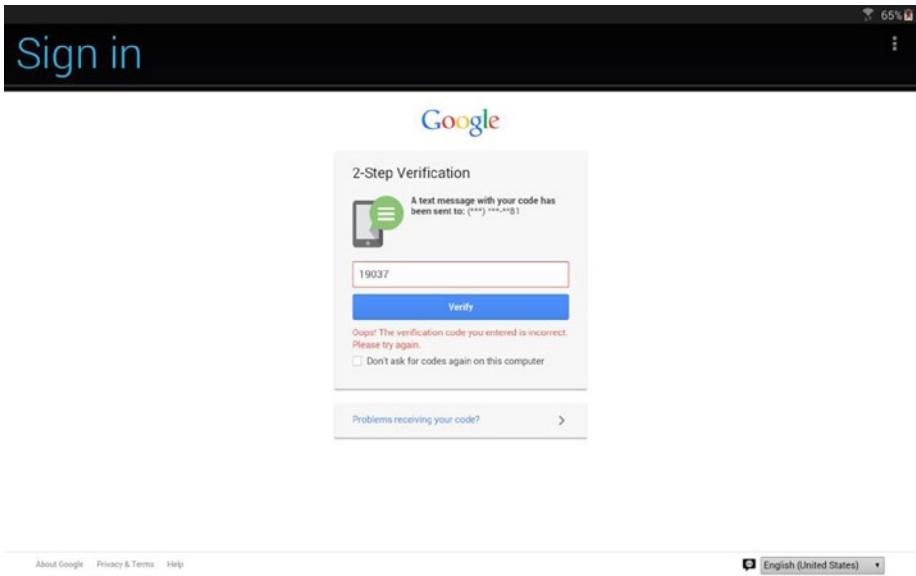 65%
Sign in
Google
2-Step Verification
A text message with your code has
been sent to: (***) ***-**81
19037
Verify
Oops! The verification code you entered is incorrect.
Please try again.
Don't ask for codes again on this computer
Problems receiving your code?
About Google Privacy & Terms Help
English (United States)